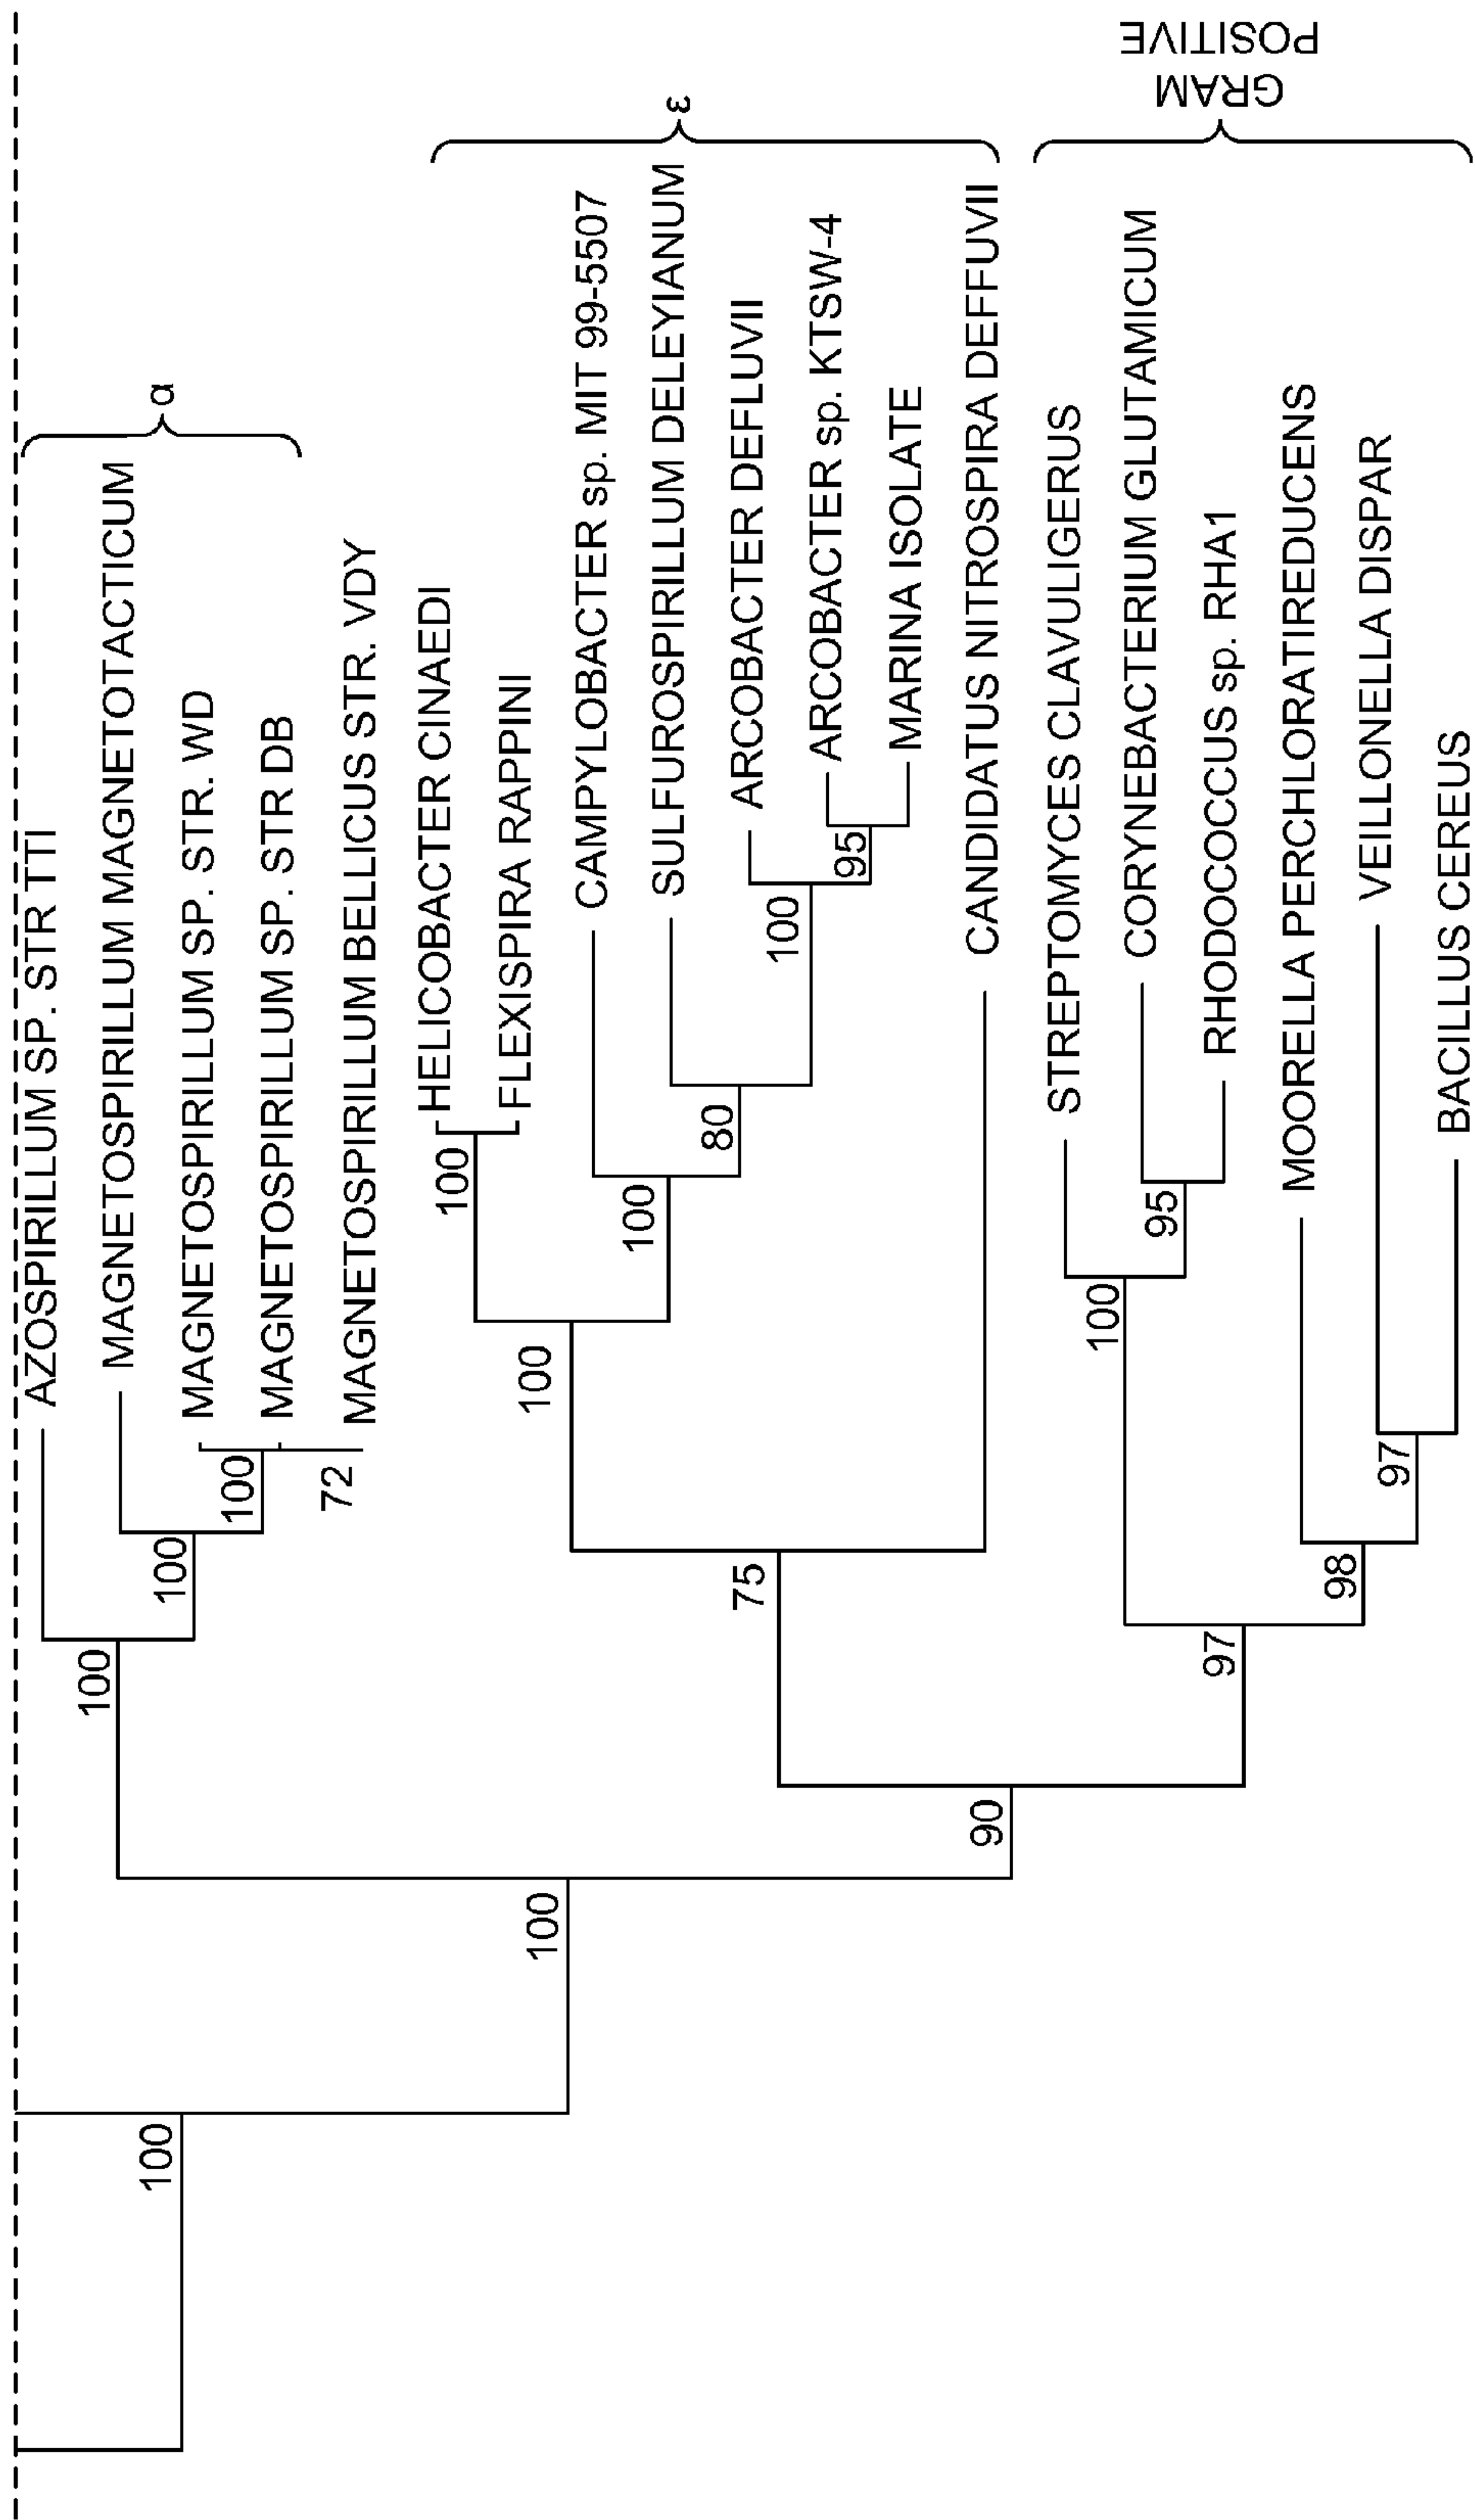 AZOSPIRILLUM SP. STR TTI
MAGNETOSPIRILLUM MAGNETOTACTICUM
MAGNETOSPIRILLUM SP. STR. WD
MAGNETOSPIRILLUM SP. STR DB
MAGNETOSPIRILLUM BELLICUS STR. VDY
α
HELICOBACTER CINAEDI
FLEXISPIRA RAPPINI
CAMPYLOBACTER sp. MIT 99-5507
SULFUROSPIRILLUM DELEYIANUM
ARCOBACTER DEFLUVII
ARCOBACTER sp. KTSW-4
MARINA ISOLATE
CANDIDATUS NITROSPIRA DEFFUVII
ε
STREPTOMYCES CLAVULIGERUS
CORYNEBACTERIUM GLUTAMICUM
RHODOCOCCUS sp. RHA1
MOORELLA PERCHLORATIREDUCENS
VEILLONELLA DISPAR
BACILLUS CEREUS
GRAM
POSITIVE
100
100
100
100
72
100
100
100
100
80
100
95
75
90
97
100
95
98
97